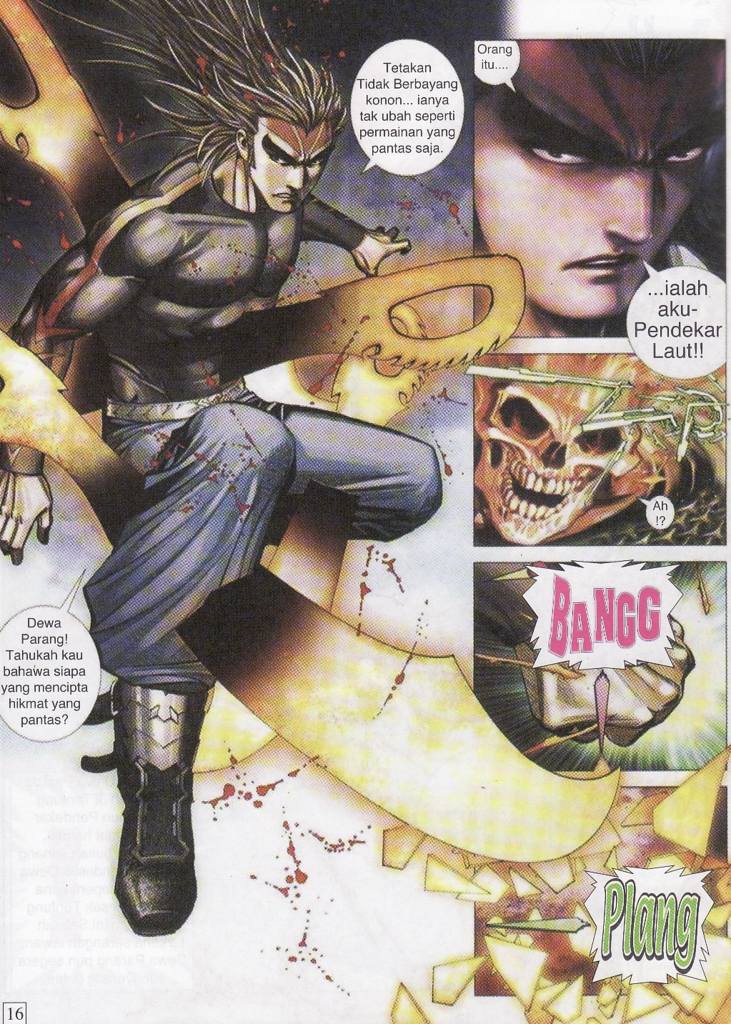 Tetakan
Tidak Berbayang
konon... ianya
tak ubah seperti
permainan yang
pantas saja.
Dewa
Parang!
Tahukah kau
bahawa siapa
yang mencipta
hikmat yang
pantas?
Orang
itu....
...ialah
aku-
Pendekar
Laut!!
Ah
!?
BANGG
Plang
16